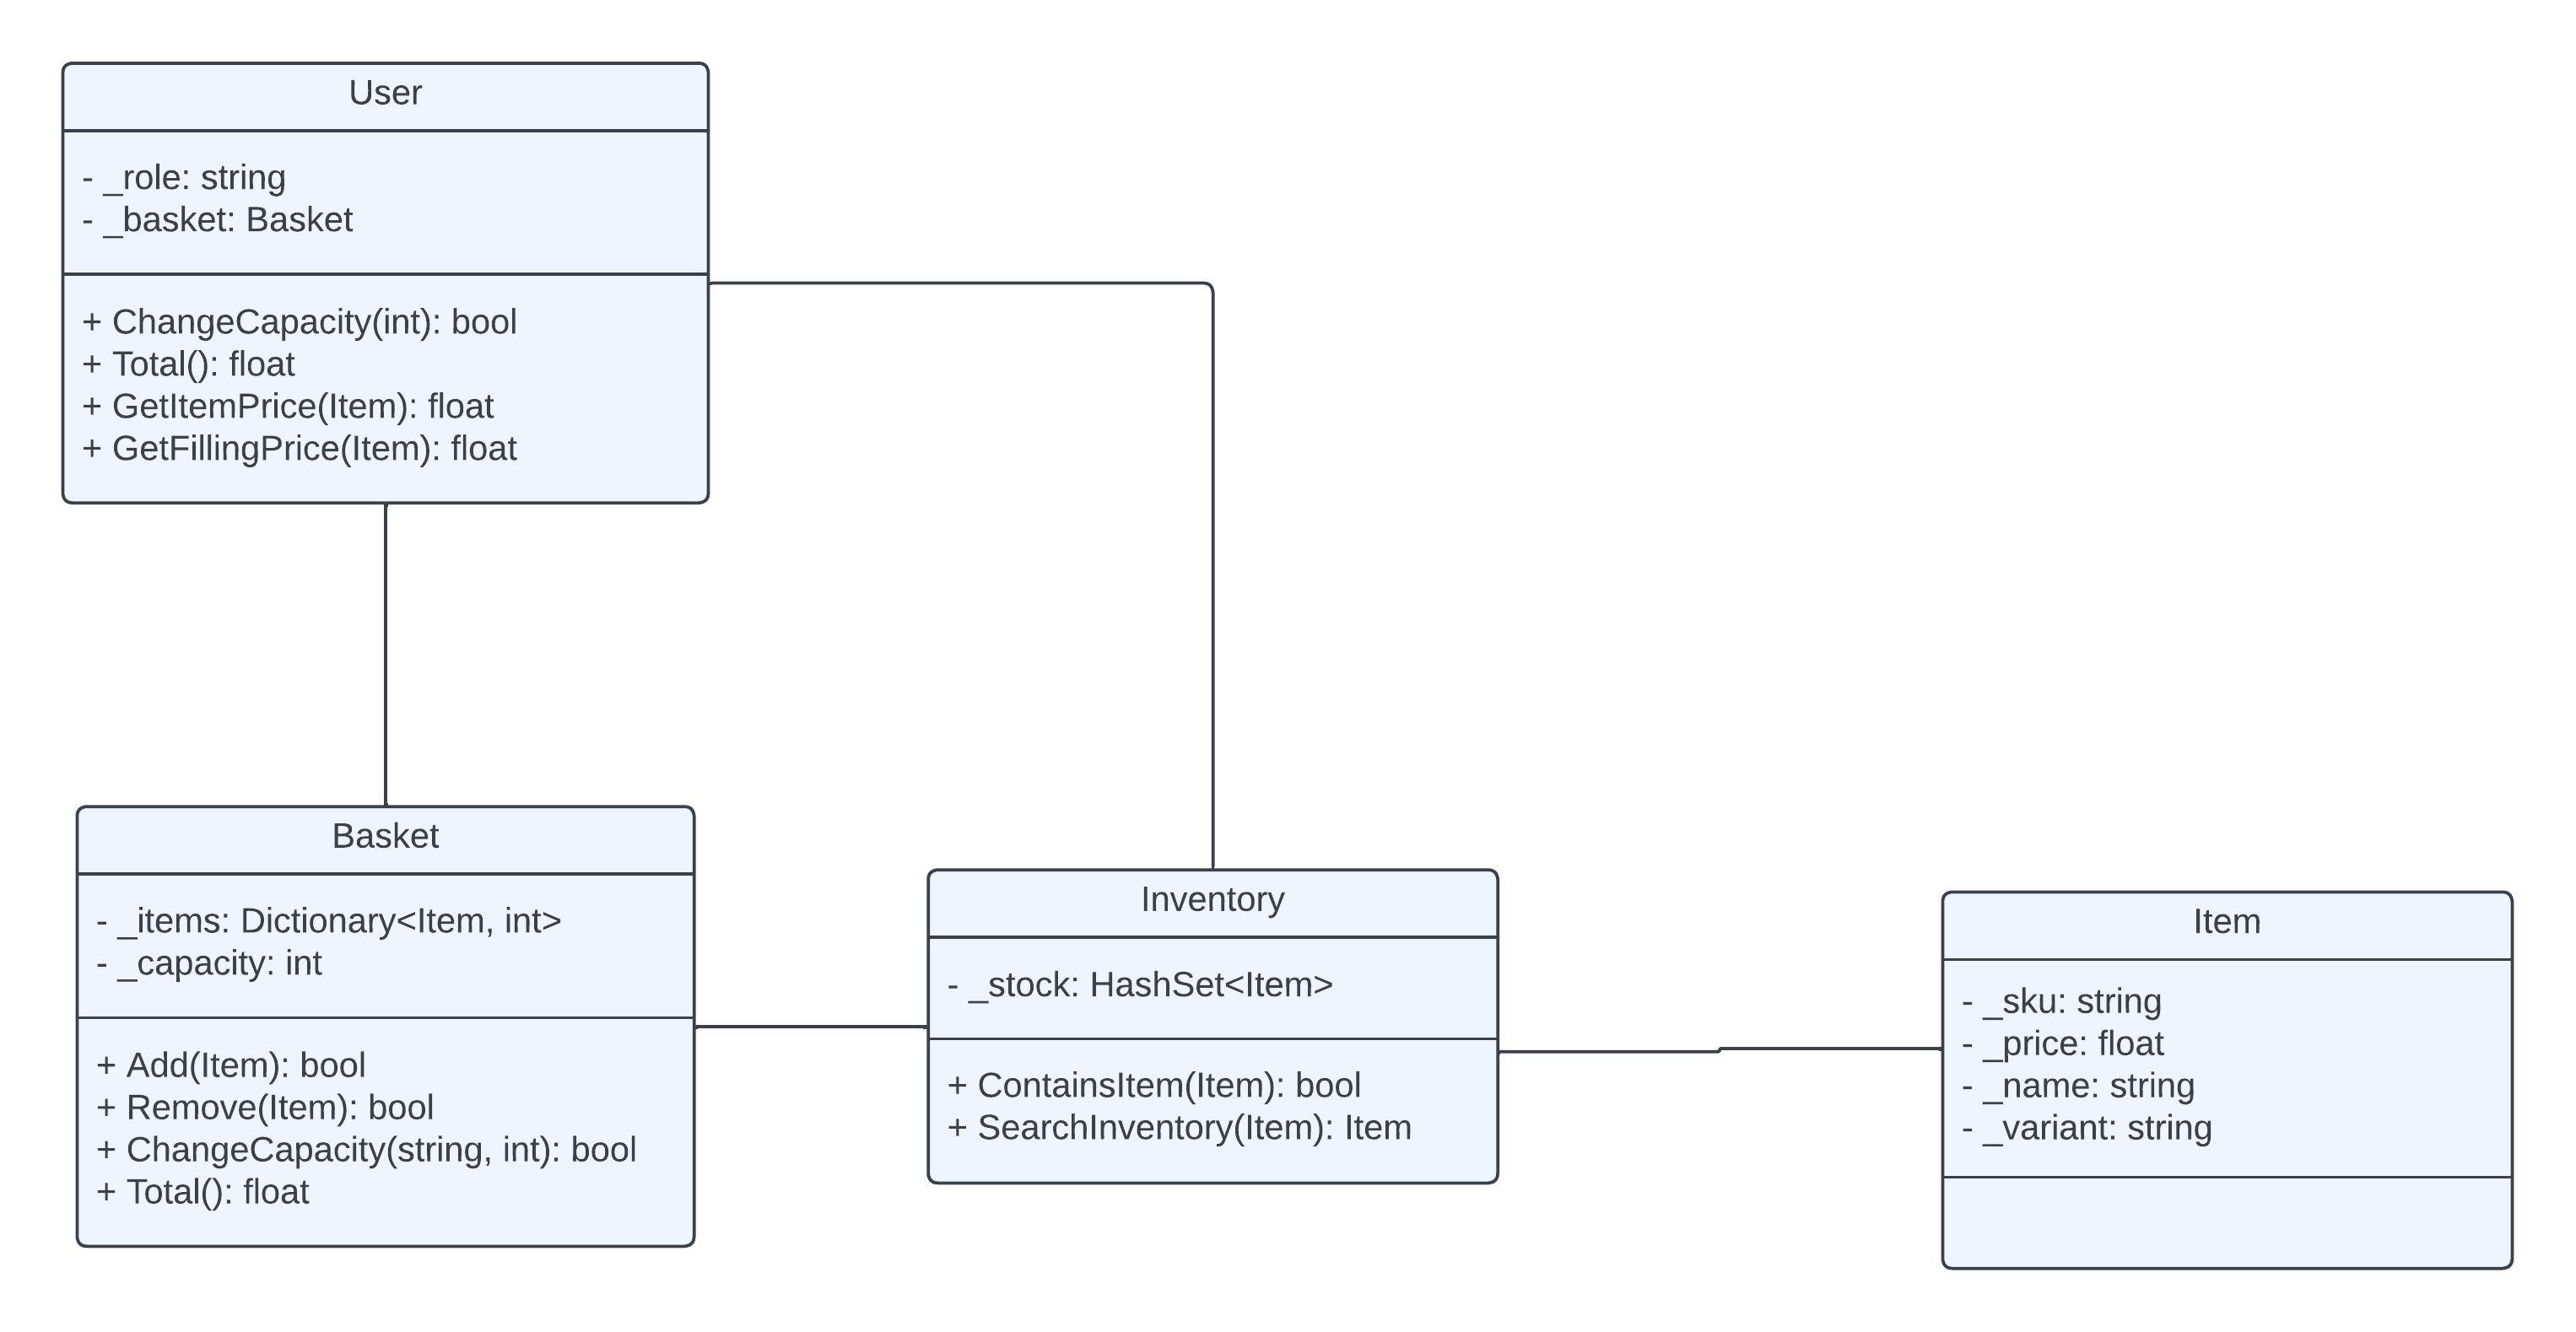 User
- _role: string
- _basket: Basket
+ ChangeCapacity(int): bool
+ Total(): float
+ GetItemPrice(Item): float
+ GetFillingPrice(Item): float
Basket
- _items: Dictionary<Item, int>
- _capacity: int
+ Add(Item): bool
+ Remove(Item): bool
+ ChangeCapacity(string, int): bool
+ Total(): float
Inventory
- _stock: HashSet<Item>
+ ContainsItem(Item): bool
+ SearchInventory(Item): Item
Item
- _sku: string
- _price: float
- _name: string
- _variant: string